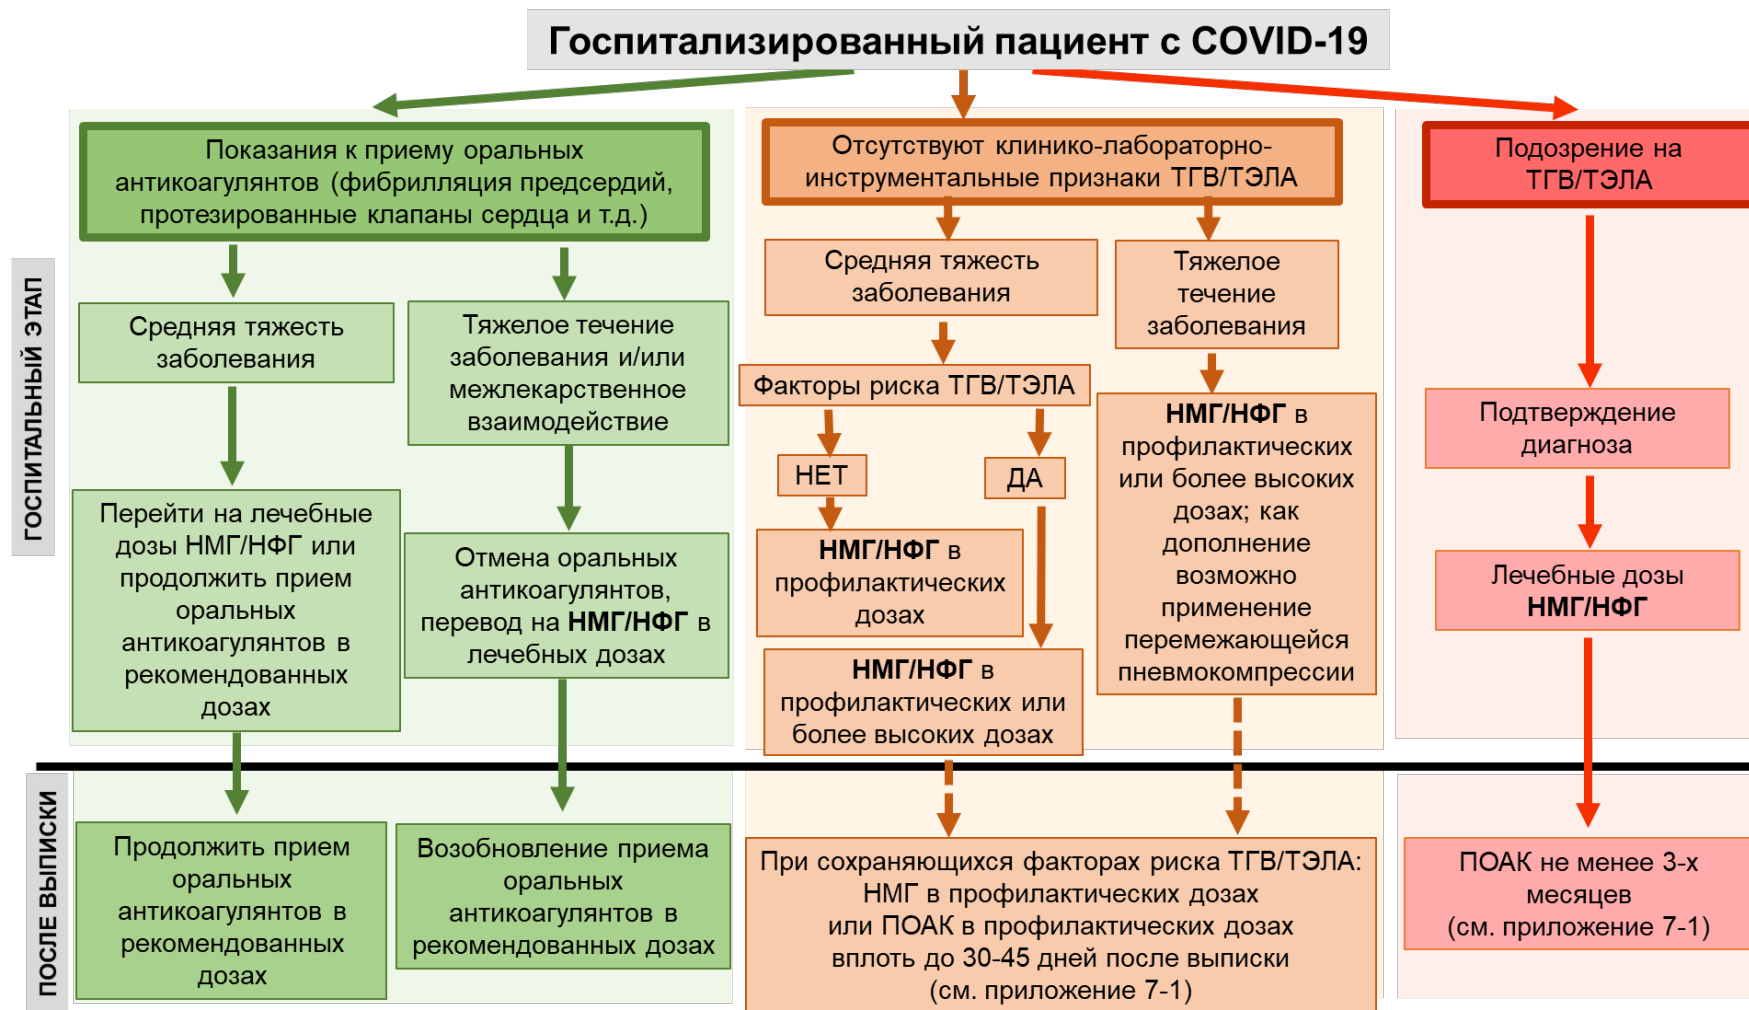 Госпитализированный пациент с COVID-19
ГОСПИТАЛЬНЫЙ ЭТАП
Показания к приему оральных
антикоагулянтов (фибрилляция предсердий,
протезированные клапаны сердца и т.д.)
Средняя тяжесть
заболевания
Тяжелое течение
заболевания и/или
межлекарственное
взаимодействие
Перейти на лечебные
дозы НМГ/НФГ или
продолжить прием
оральных
антикоагулянтов в
рекомендованных
дозах
Отмена оральных
антикоагулянтов,
перевод на НМГ/НФГ в
лечебных дозах
Отсутствуют клинико-лабораторно-
инструментальные признаки ТГВ/ТЭЛА
Средняя тяжесть
заболевания
Тяжелое
течение
заболевания
Факторы риска ТГВ/ТЭЛА
НЕТ
ДА
НМГ/НФГ в
профилактических
дозах
НМГ/НФГ в
профилактических или
более высоких дозах
НМГ/НФГ в
профилактических
или более высоких
дозах; как
дополнение
возможно
применение
перемежающейся
пневмокомпрессии
Подозрение на
ТГВ/ТЭЛА
Подтверждение
диагноза
Лечебные дозы
НМГ/НФГ
ПОСЛЕ ВЫПИСКИ
Продолжить прием
оральных
антикоагулянтов в
рекомендованных
дозах
Возобновление приема
оральных
антикоагулянтов в
рекомендованных дозах
При сохраняющихся факторах риска ТГВ/ТЭЛА:
НМГ в профилактических дозах
или ПОАК в профилактических дозах
вплоть до 30-45 дней после выписки
(см. приложение 7-1)
ПОАК не менее 3-х
месяцев
(см. приложение 7-1)